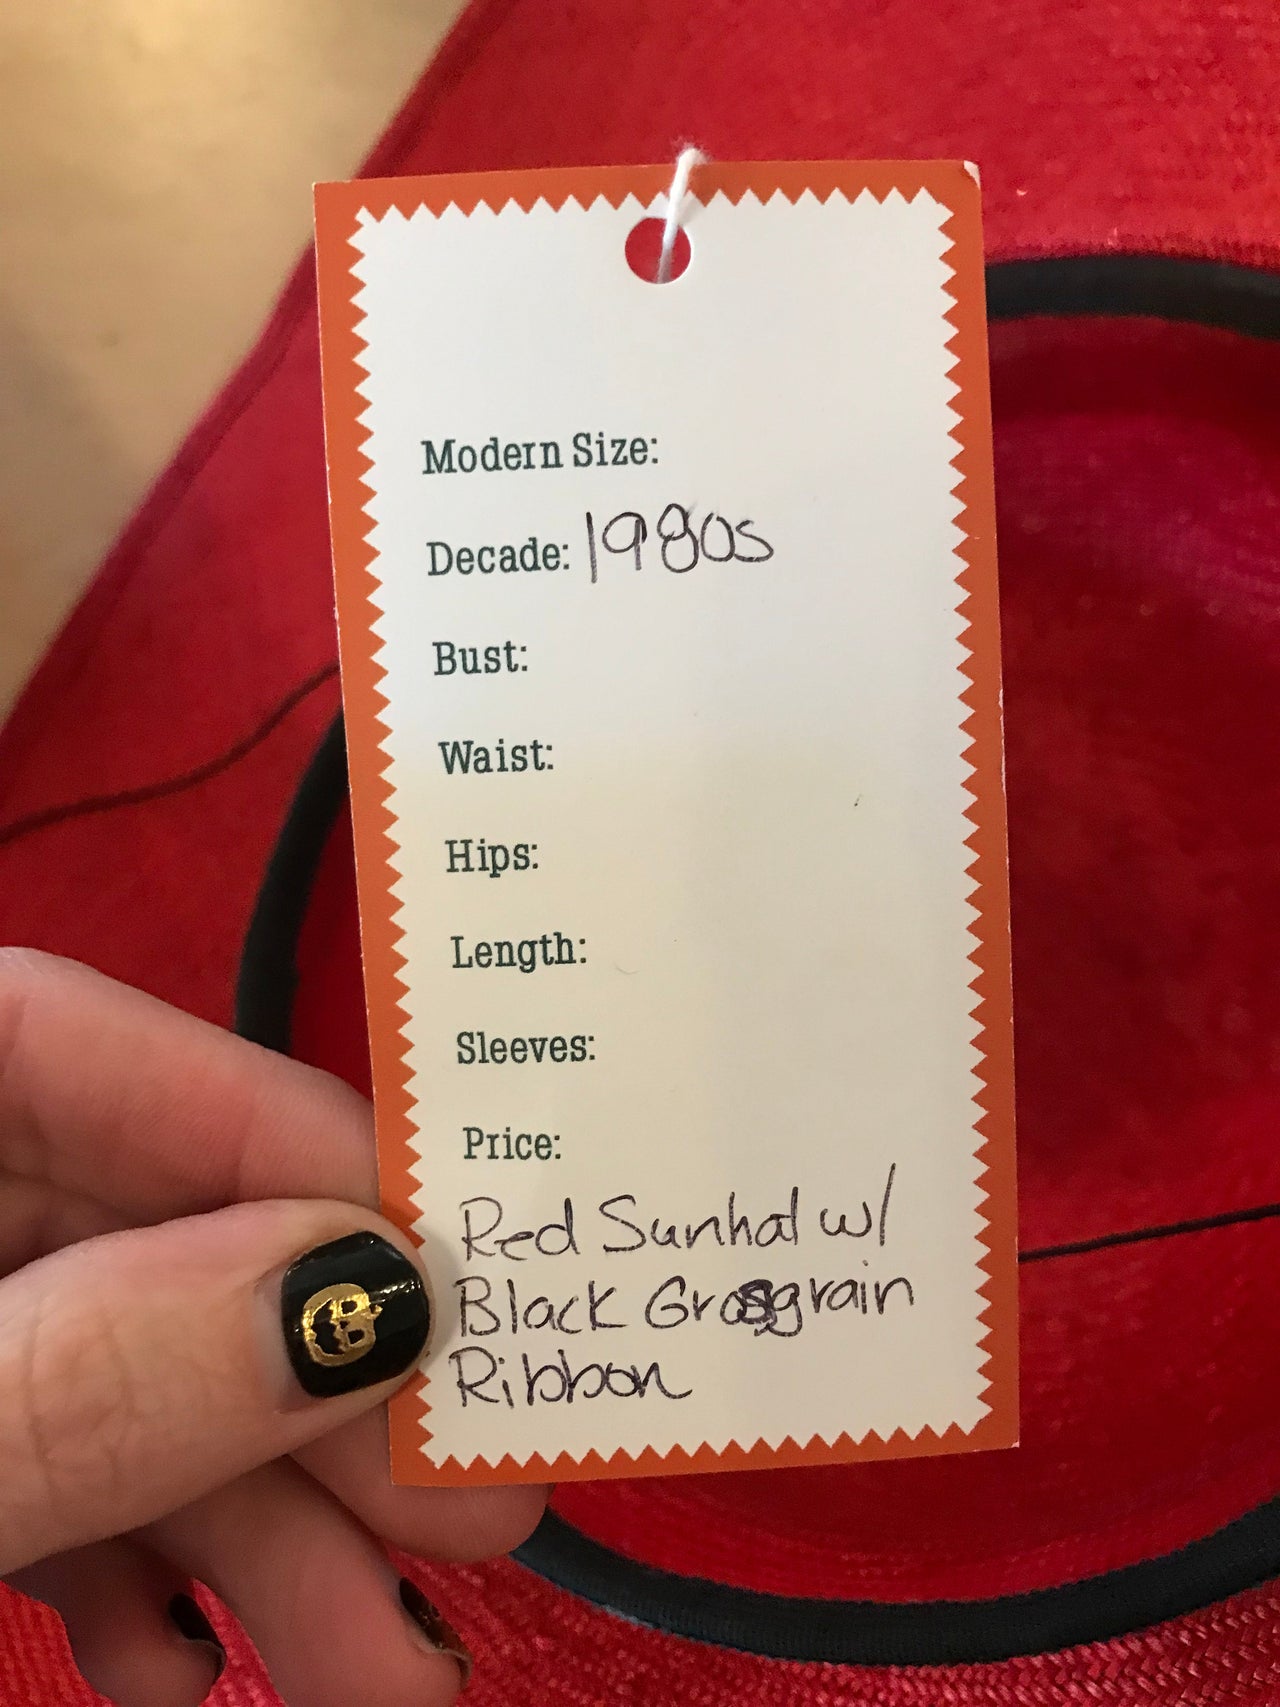 Modern Size:
Decade: 1980s
Bust:
Waist:
Hips:
Length:
Sleeves:
Price:
Red Sunhat w/
Black Grosgrain
Ribbon